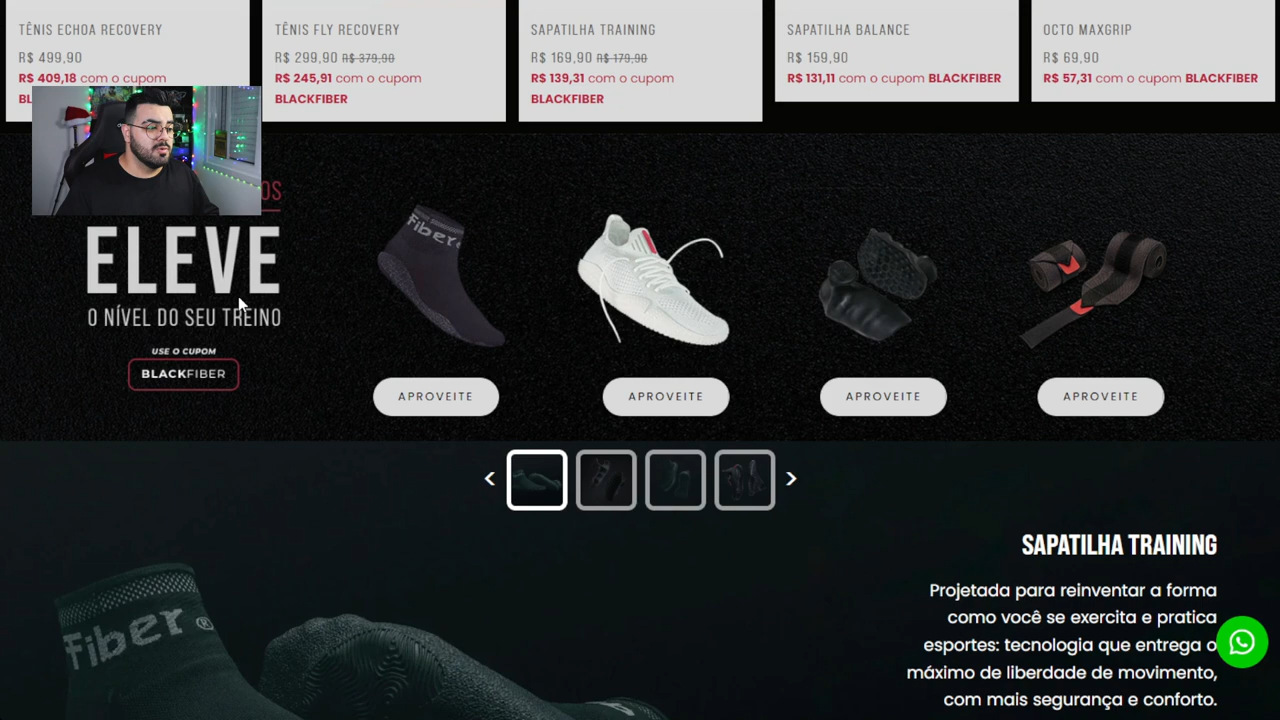 TÊNIS ECHOA RECOVERY
R$ 499,90
R$ 409,18 com o cupom
BL
TÊNIS FLY RECOVERY
R$ 299,90 R$ 379,90
R$ 245,91 com o cupom
BLACKFIBER
SAPATILHA TRAINING
R$ 169,90 R$ 179,90
R$ 139,31 com o cupom
BLACKFIBER
SAPATILHA BALANCE
R$ 159,90
R$ 131,11 com o cupom BLACKFIBER
OCTO MAXGRIP
R$ 69,90
R$ 57,31 com o cupom BLACKFIBER
OS
ELEVE
O NÍVEL DO SEU TREINO
USE O CUPOM
BLACKFIBER
Fiber
APROVEITE
APROVEITE
APROVEITE
APROVEITE
< >
SAPATILHA TRAINING
Projetada para reinventar a forma
como você se exercita e pratica
esportes: tecnologia que entrega o
máximo de liberdade de movimento,
com mais segurança e conforto.
fiber®